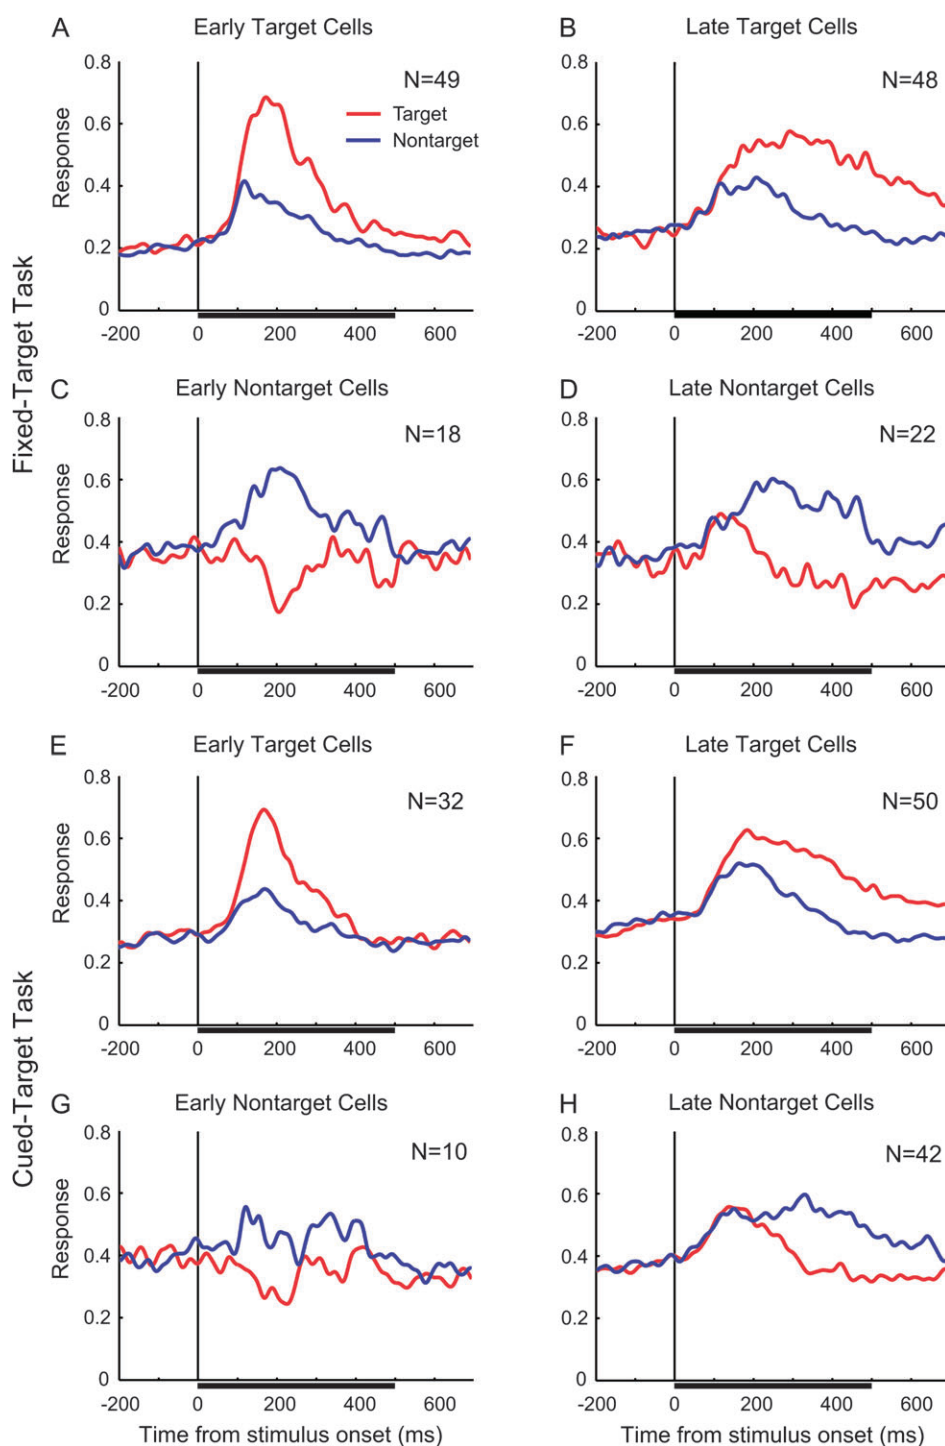 A Early Target Cells
0.8
0.6
0.4
0.2
0
Response
N=49
Target
Nontarget
-200 0 200 400 600
B Late Target Cells
0.8
0.6
0.4
0.2
0
N=48
-200 0 200 400 600
Fixed-Target Task
C Early Nontarget Cells
0.8
0.6
0.4
0.2
0
Response
N=18
-200 0 200 400 600
D Late Nontarget Cells
0.8
0.6
0.4
0.2
0
N=22
-200 0 200 400 600
E Early Target Cells
0.8
0.6
0.4
0.2
0
Response
N=32
-200 0 200 400 600
F Late Target Cells
0.8
0.6
0.4
0.2
0
N=50
-200 0 200 400 600
Cued-Target Task
G Early Nontarget Cells
0.8
0.6
0.4
0.2
0
Response
N=10
-200 0 200 400 600
Time from stimulus onset (ms)
H Late Nontarget Cells
0.8
0.6
0.4
0.2
0
N=42
-200 0 200 400 600
Time from stimulus onset (ms)